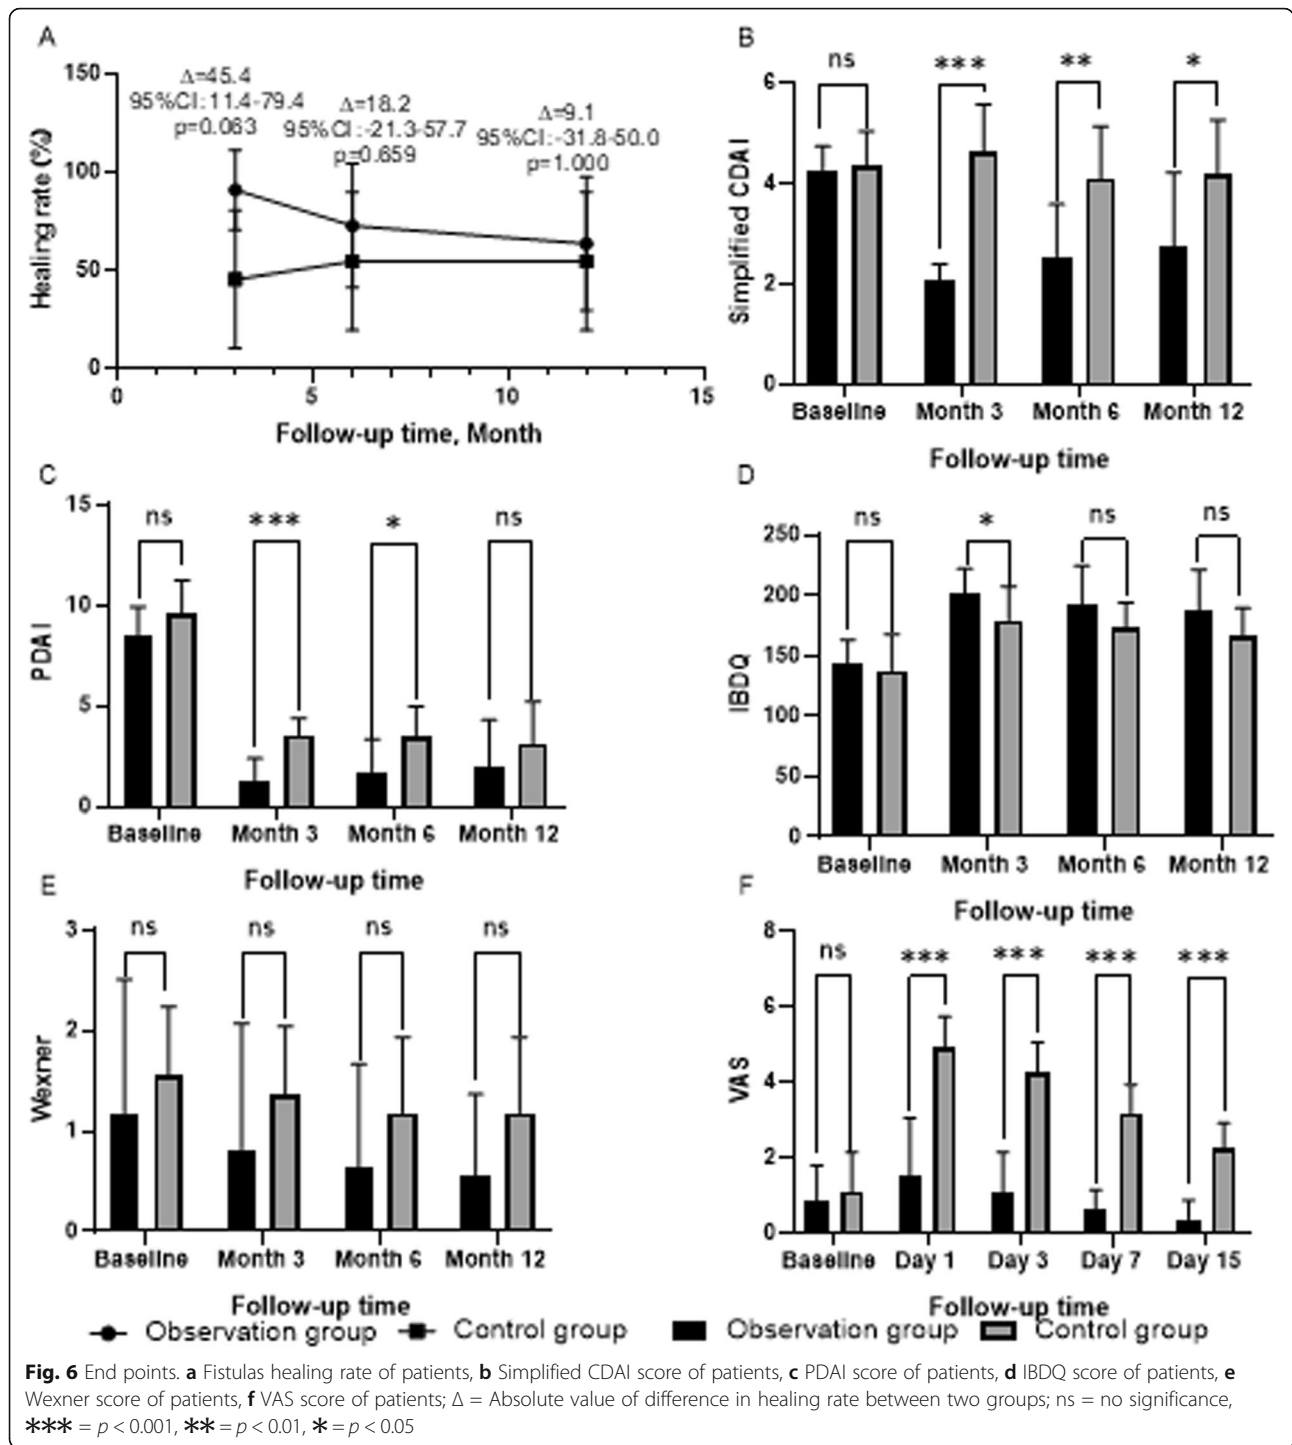 A
150
100
50
0
Healing rate (%)
Δ=45.4
95%CI:11.4-79.4
p=0.063
Δ=18.2
95%CI:-21.3-57.7
p=0.659
Δ=9.1
95%CI:-31.8-50.0
p=1.000
0 5 10 15
Follow-up time, Month
B
6
4
2
0
Simplified CDAI
ns *** ** *
Baseline Month 3 Month 6 Month 12
Follow-up time
C
15
10
5
0
PDAI
ns *** * ns
Baseline Month 3 Month 6 Month 12
Follow-up time
D
250
200
150
100
50
0
IBDQ
ns * ns ns
Baseline Month 3 Month 6 Month 12
Follow-up time
E
3
2
1
0
Wexner
ns ns ns ns
Baseline Month 3 Month 6 Month 12
Follow-up time
F
8
6
4
2
0
VAS
ns *** *** *** ***
Baseline Day 1 Day 3 Day 7 Day 15
Follow-up time
Observation group Control group Observation group Control group
Fig. 6 End points. a Fistulas healing rate of patients, b Simplified CDAI score of patients, c PDAI score of patients, d IBDQ score of patients, e
Wexner score of patients, f VAS score of patients; Δ = Absolute value of difference in healing rate between two groups; ns = no significance,
*** = p < 0.001, ** = p < 0.01, * = p < 0.05